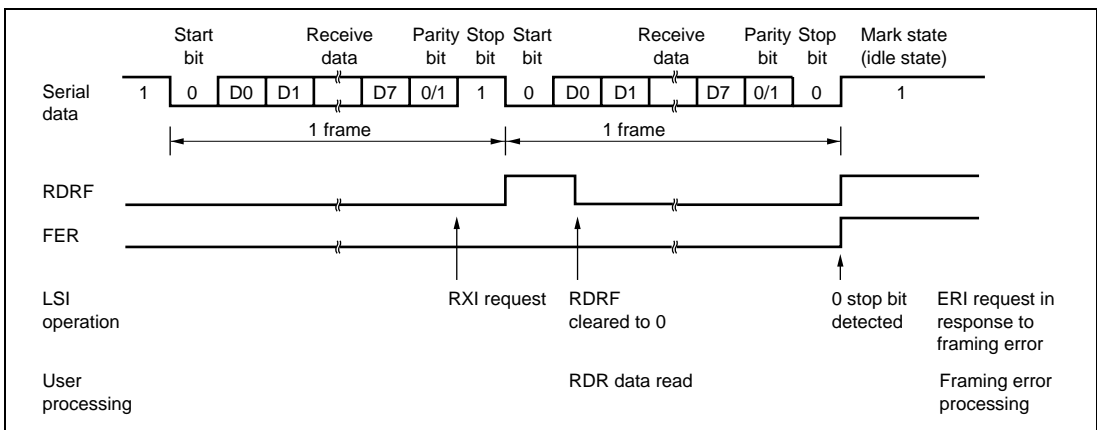 Start bit Receive data Parity bit Stop bit Start bit Receive data Parity bit Stop bit Mark state (idle state)
Serial data 1 0 D0 D1 D7 0/1 1 0 D0 D1 D7 0/1 0 1
1 frame 1 frame
RDRF
FER
LSI operation RXI request RDRF cleared to 0 0 stop bit detected ERI request in response to framing error
User processing RDR data read Framing error processing